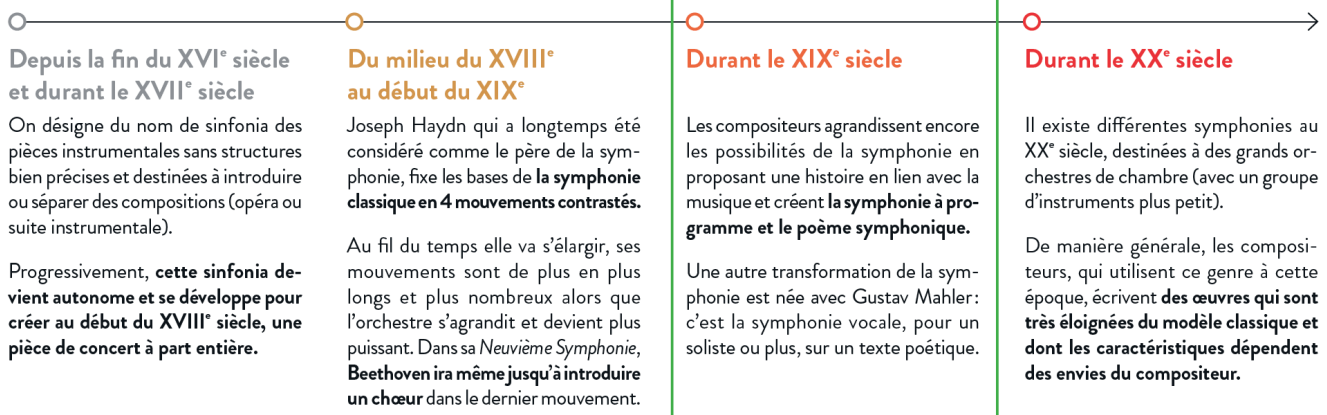 Depuis la fin du XVIe siècle
et durant le XVIIe siècle
On désigne du nom de sinfonia des
pièces instrumentales sans structures
bien précises et destinées à introduire
ou séparer des compositions (opéra ou
suite instrumentale).
Progressivement, cette sinfonia de-
vient autonome et se développe pour
créer au début du XVIIIe siècle, une
pièce de concert à part entière.
Du milieu du XVIIIe
au début du XIXe
Joseph Haydn qui a longtemps été
considéré comme le père de la sym-
phonie, fixe les bases de la symphonie
classique en 4 mouvements contrastés.
Au fil du temps elle va s'élargir, ses
mouvements sont de plus en plus
longs et plus nombreux alors que
l'orchestre s'agrandit et devient plus
puissant. Dans sa Neuvième Symphonie,
Beethoven ira même jusqu'à introduire
un chœur dans le dernier mouvement.
Durant le XIXe siècle
Les compositeurs agrandissent encore
les possibilités de la symphonie en
proposant une histoire en lien avec la
musique et créent la symphonie à pro-
gramme et le poème symphonique.
Une autre transformation de la sym-
phonie est née avec Gustav Mahler :
c'est la symphonie vocale, pour un
soliste ou plus, sur un texte poétique.
Durant le XXe siècle
Il existe différentes symphonies au
XXe siècle, destinées à des grands or-
chestres de chambre (avec un groupe
d'instruments plus petit).
De manière générale, les composi-
teurs, qui utilisent ce genre à cette
époque, écrivent des œuvres qui sont
très éloignées du modèle classique et
dont les caractéristiques dépendent
des envies du compositeur.